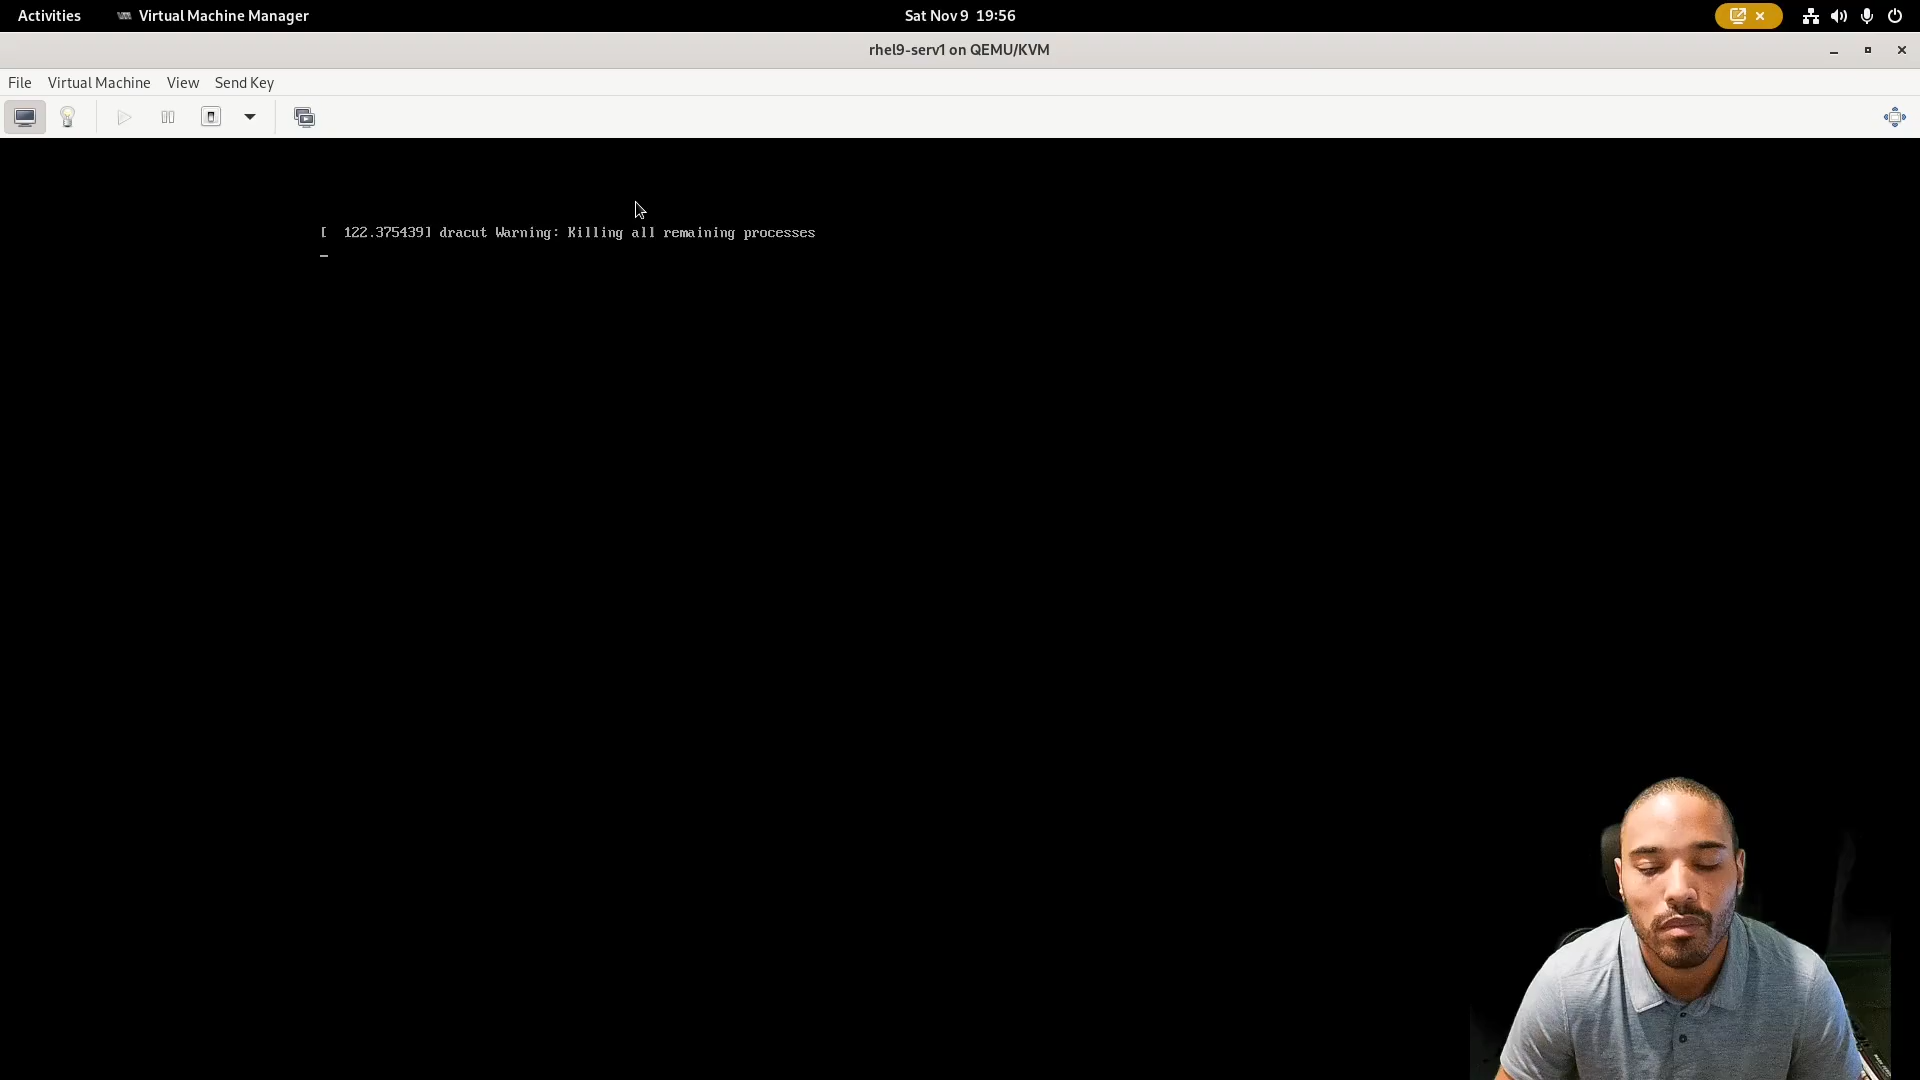 Activities
Virtual Machine Manager
Sat Nov 9 19:56
rhel9-serv1 on QEMU/KVM
File Virtual Machine View Send Key
[ 122.375439] dracut Warning: Killing all remaining processes
_